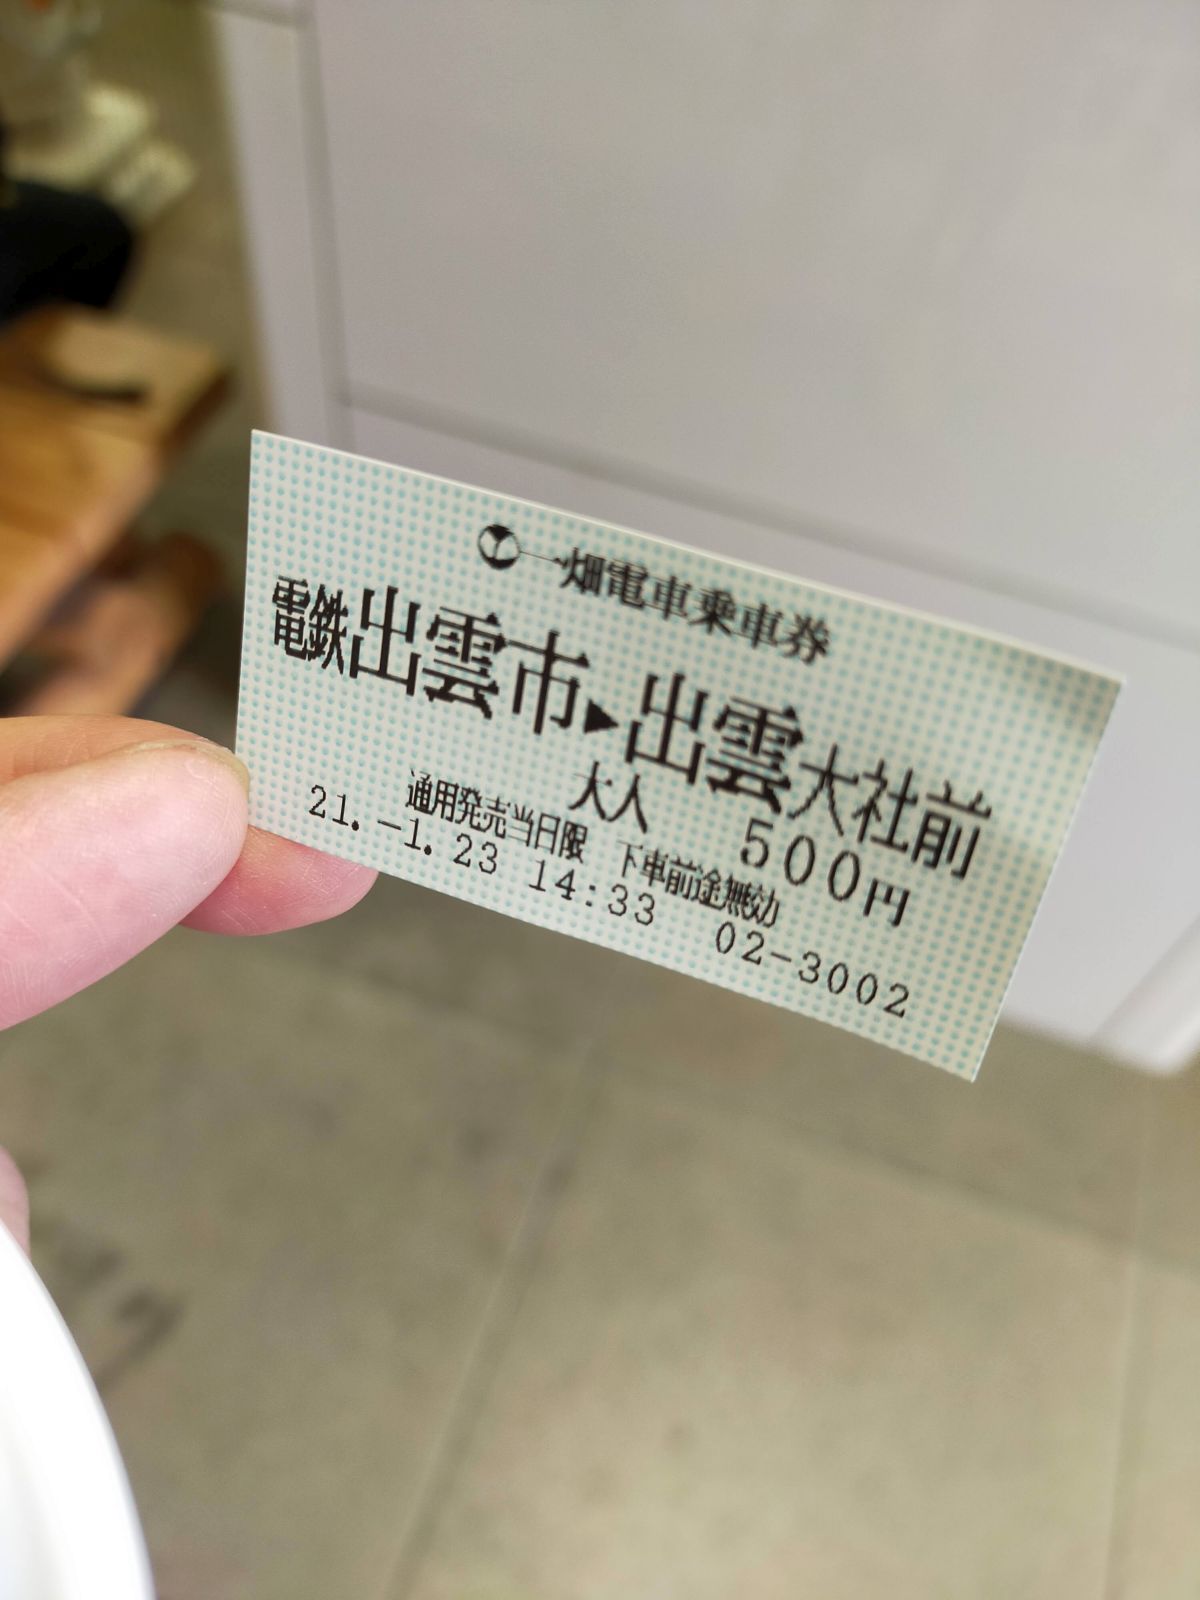 一畑電車乗車券
電鉄出雲市▶出雲大社前
大人 500円
通用発売当日限 下車前途無効
21.-1.23 14:33 02-3002